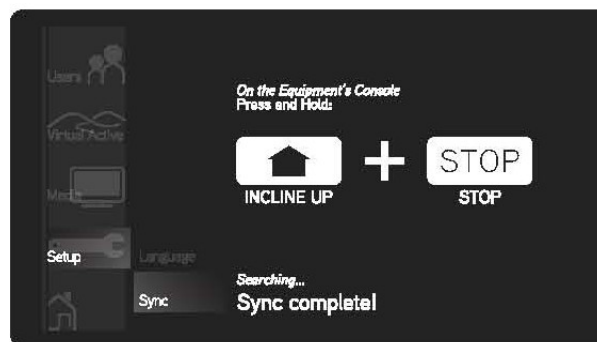 Users
Virtual Active
Media
Setup
Language
Sync
On the Equipment's Console
Press and Hold:
STOP
INCLINE UP
STOP
Searching...
Sync complete!